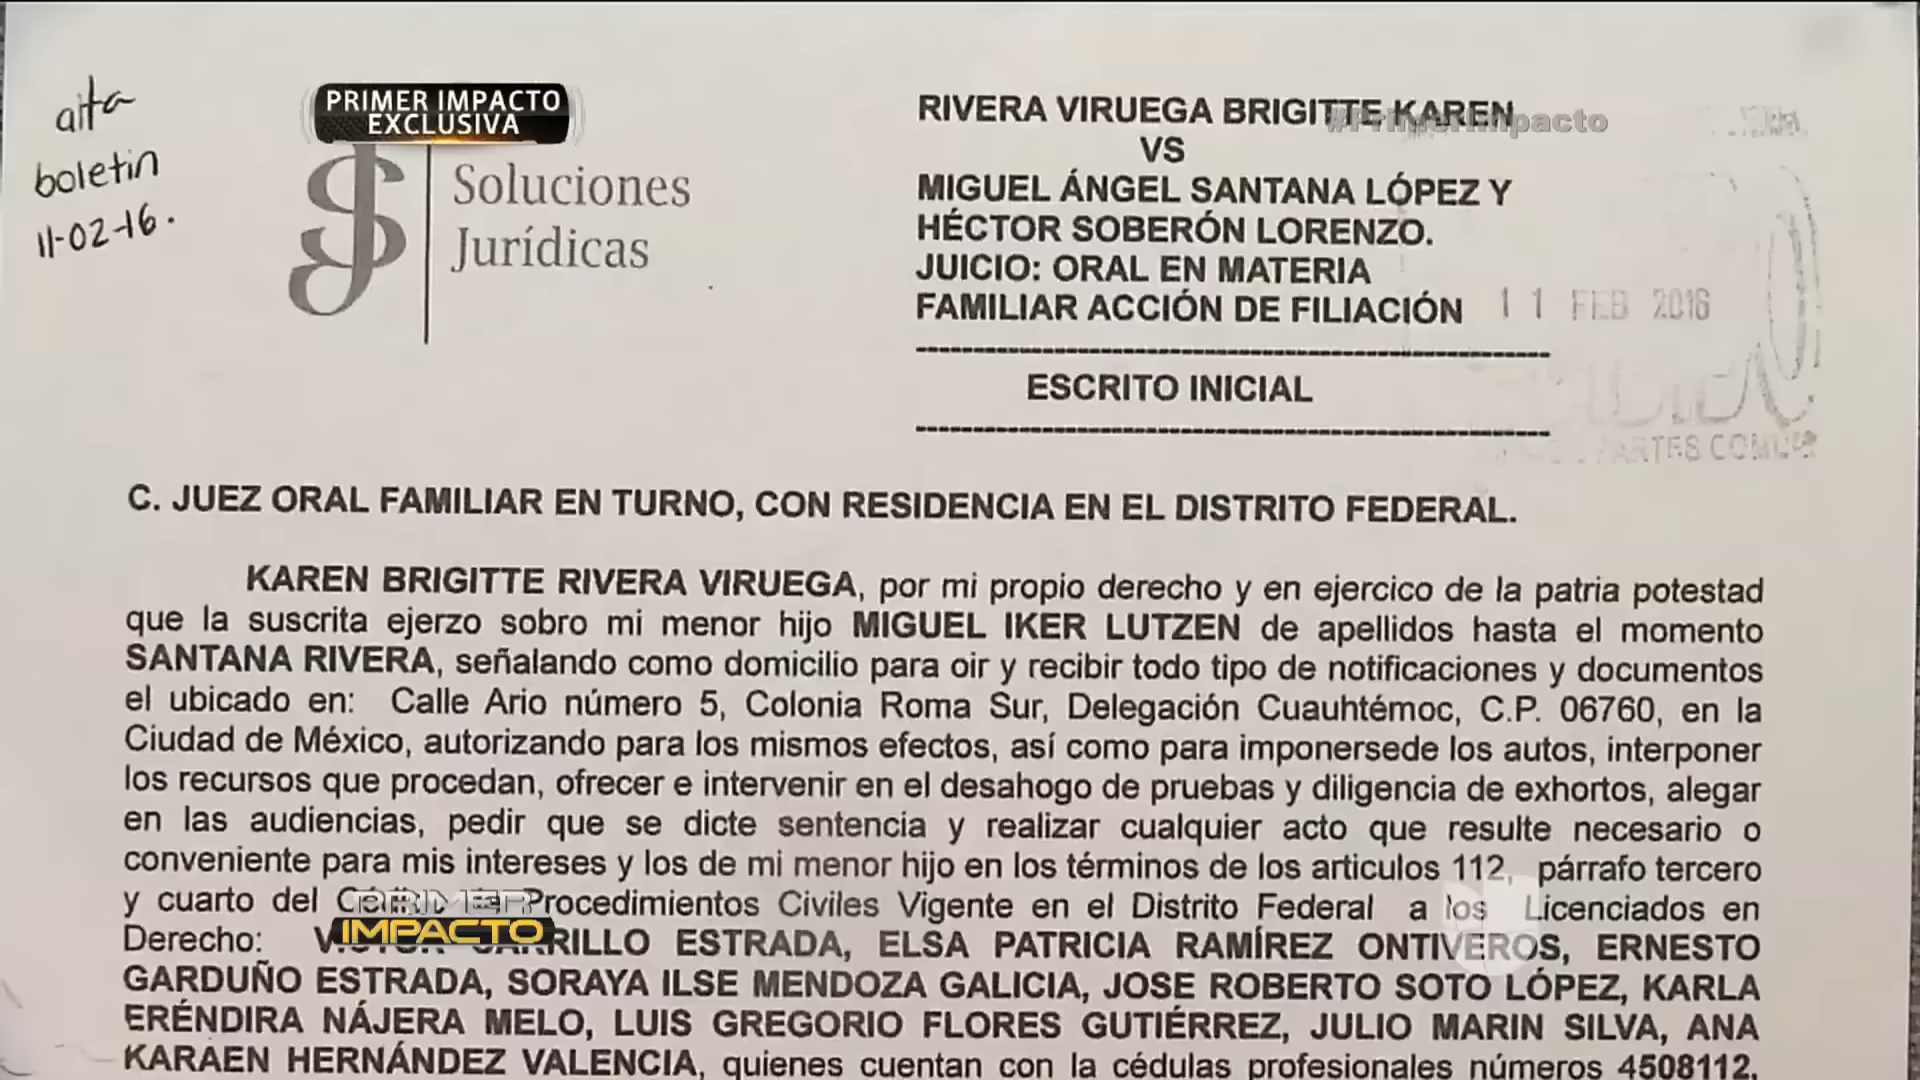 aita
boletin
11-02-16.
PRIMER IMPACTO
EXCLUSIVA
Soluciones
Jurídicas
RIVERA VIRUEGA BRIGITTE KAREN
#PrimerImpacto
VS
MIGUEL ÁNGEL SANTANA LÓPEZ Y
HÉCTOR SOBERÓN LORENZO.
JUICIO: ORAL EN MATERIA
FAMILIAR ACCIÓN DE FILIACIÓN
11 FEB 2016
ESCRITO INICIAL
C. JUEZ ORAL FAMILIAR EN TURNO, CON RESIDENCIA EN EL DISTRITO FEDERAL.
KAREN BRIGITTE RIVERA VIRUEGA, por mi propio derecho y en ejercico de la patria potestad
que la suscrita ejerzo sobro mi menor hijo MIGUEL IKER LUTZEN de apellidos hasta el momento
SANTANA RIVERA, señalando como domicilio para oir y recibir todo tipo de notificaciones y documentos
el ubicado en: Calle Ario número 5, Colonia Roma Sur, Delegación Cuauhtémoc, C.P. 06760, en la
Ciudad de México, autorizando para los mismos efectos, así como para imponersede los autos, interponer
los recursos que procedan, ofrecer e intervenir en el desahogo de pruebas y diligencia de exhortos, alegar
en las audiencias, pedir que se dicte sentencia y realizar cualquier acto que resulte necesario o
conveniente para mis intereses y los de mi menor hijo en los términos de los articulos 112, párrafo tercero
y cuarto del Procedimientos Civiles Vigente en el Distrito Federal a los Licenciados en
Derecho: ESTRADA, ELSA PATRICIA RAMÍREZ ONTIVEROS, ERNESTO
PRIMER
IMPACTO
GARDUÑO ESTRADA, SORAYA ILSE MENDOZA GALICIA, JOSE ROBERTO SOTO LÓPEZ, KARLA
ERÉNDIRA NÁJERA MELO, LUIS GREGORIO FLORES GUTIÉRREZ, JULIO MARIN SILVA, ANA
KARAEN HERNÁNDEZ VALENCIA, quienes cuentan con la cédulas profesionales números 4508112,